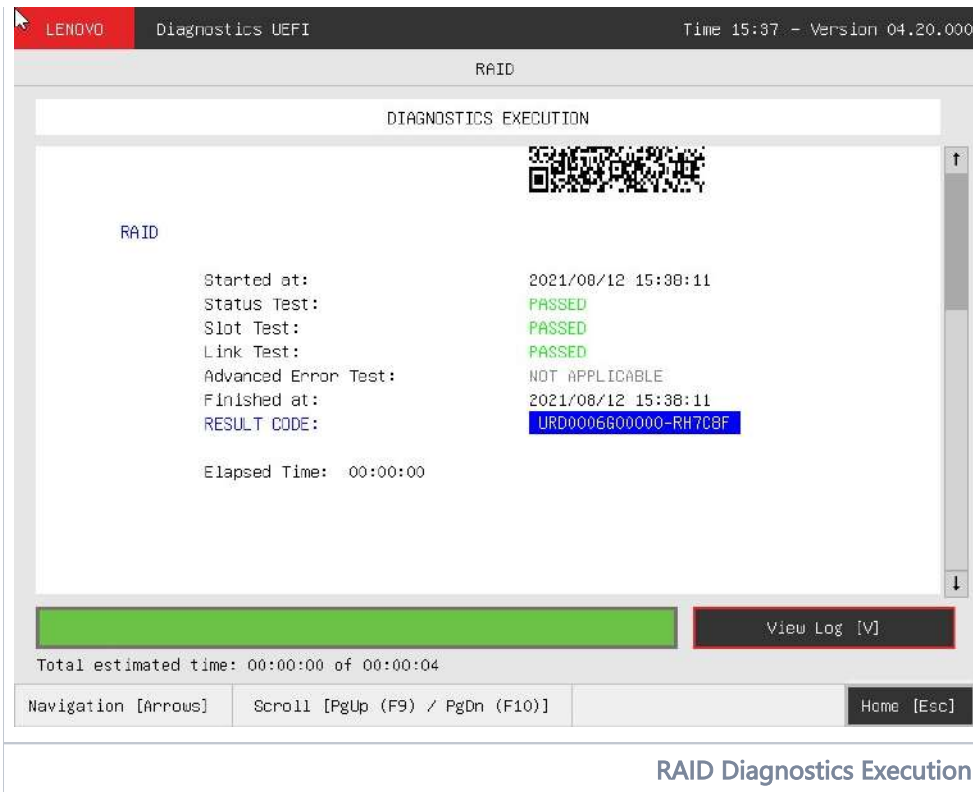 LENOVO Diagnostics UEFI Time 15:37 - Version 04.20.000
RAID
DIAGNOSTICS EXECUTION
RAID
Started at: 2021/08/12 15:38:11
Status Test: PASSED
Slot Test: PASSED
Link Test: PASSED
Advanced Error Test: NOT APPLICABLE
Finished at: 2021/08/12 15:38:11
RESULT CODE: URD0006G00000-RH7C8F
Elapsed Time: 00:00:00
View Log [V]
Total estimated time: 00:00:00 of 00:00:04
Navigation [Arrows] Scroll [PgUp (F9) / PgDn (F10)] Home [Esc]
RAID Diagnostics Execution